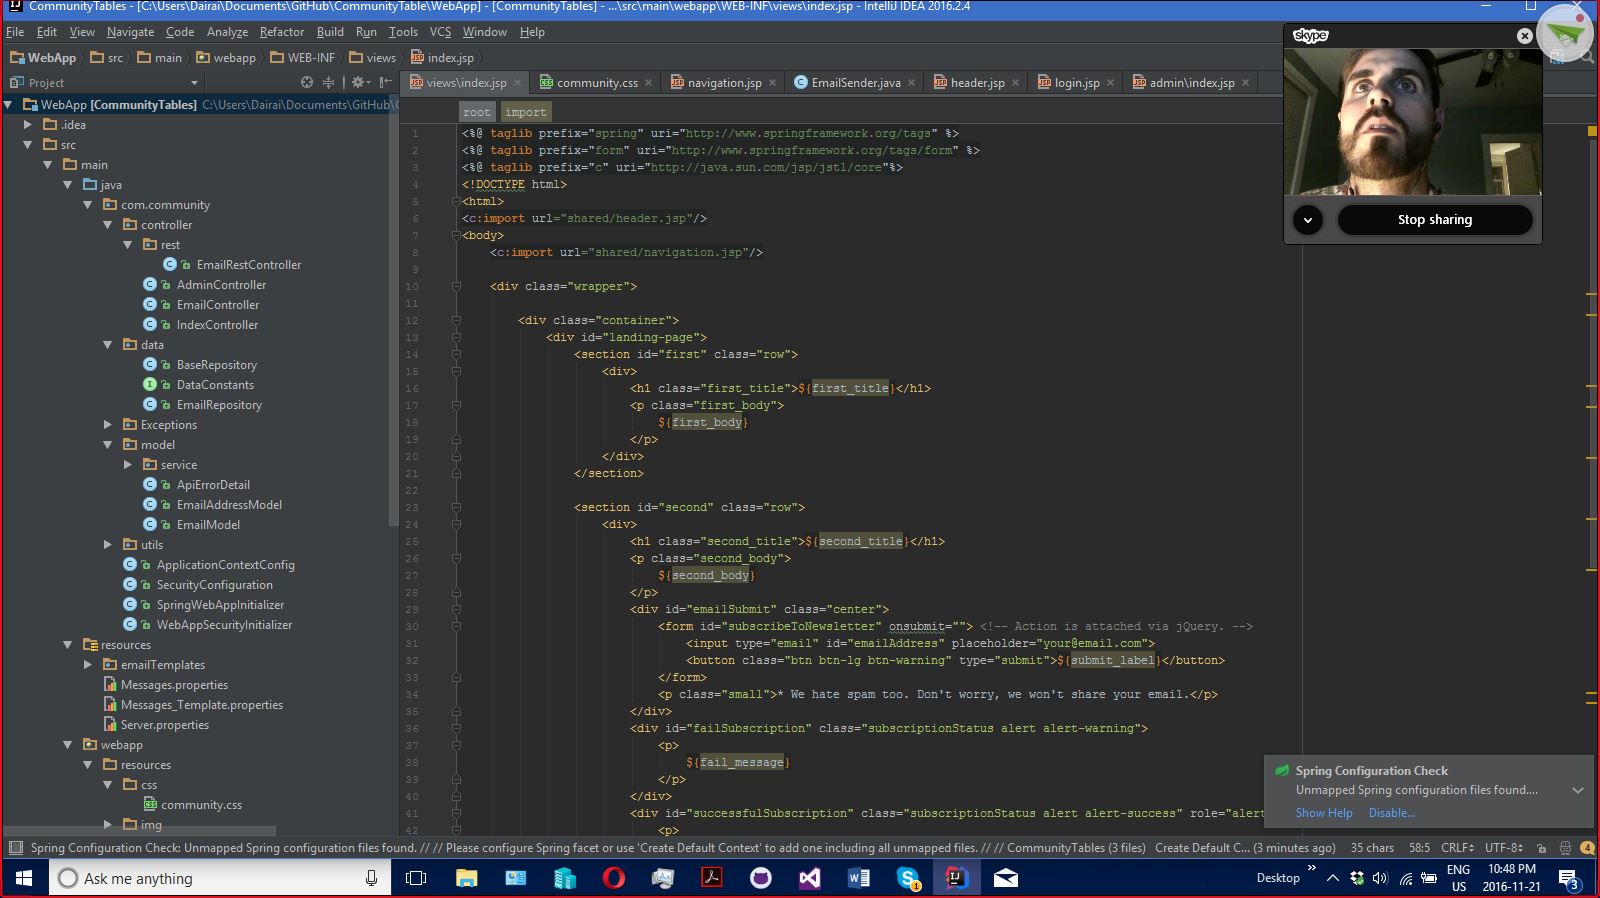 CommunityTables - [C:\Users\Dairai\Documents\GitHub\CommunityTable\WebApp] - [CommunityTables] - ...\src\main\webapp\WEB-INF\views\index.jsp - IntelliJ IDEA 2016.2.4
File Edit View Navigate Code Analyze Refactor Build Run Tools VCS Window Help
WebApp src main webapp WEB-INF views index.jsp
Project
views\index.jsp community.css navigation.jsp EmailSender.java header.jsp login.jsp admin\index.jsp
WebApp [CommunityTables] C:\Users\Dairai\Documents\GitHub\C
.idea
src
main
java
com.community
controller
rest
EmailRestController
AdminController
EmailController
IndexController
data
BaseRepository
DataConstants
EmailRepository
Exceptions
model
service
ApiErrorDetail
EmailAddressModel
EmailModel
utils
ApplicationContextConfig
SecurityConfiguration
SpringWebAppInitializer
WebAppSecurityInitializer
resources
emailTemplates
Messages.properties
Messages_Template.properties
Server.properties
webapp
resources
css
community.css
img
root import
1 <%@ taglib prefix="spring" uri="http://www.springframework.org/tags" %>
2 <%@ taglib prefix="form" uri="http://www.springframework.org/tags/form" %>
3 <%@ taglib prefix="c" uri="http://java.sun.com/jsp/jstl/core"%>
4 <!DOCTYPE html>
5 <html>
6 <c:import url="shared/header.jsp"/>
7 <body>
8 <c:import url="shared/navigation.jsp"/>
9
10 <div class="wrapper">
11
12 <div class="container">
13 <div id="landing-page">
14 <section id="first" class="row">
15 <div>
16 <h1 class="first_title">${first_title}</h1>
17 <p class="first_body">
18 ${first_body}
19 </p>
20 </div>
21 </section>
22
23 <section id="second" class="row">
24 <div>
25 <h1 class="second_title">${second_title}</h1>
26 <p class="second_body">
27 ${second_body}
28 </p>
29 <div id="emailSubmit" class="center">
30 <form id="subscribeToNewsletter" onsubmit=""> <!-- Action is attached via jQuery. -->
31 <input type="email" id="emailAddress" placeholder="your@email.com">
32 <button class="btn btn-lg btn-warning" type="submit">${submit_label}</button>
33 </form>
34 <p class="small">* We hate spam too. Don't worry, we won't share your email.</p>
35 </div>
36 <div id="failSubscription" class="subscriptionStatus alert alert-warning">
37 <p>
38 ${fail_message}
39 </p>
40 </div>
41 <div id="successfulSubscription" class="subscriptionStatus alert alert-success" role="alert
42 <p>
skype
Stop sharing
Spring Configuration Check
Unmapped Spring configuration files found....
Show Help Disable...
Spring Configuration Check: Unmapped Spring configuration files found. // // Please configure Spring facet or use 'Create Default Context' to add one including all unmapped files. // // CommunityTables (3 files) Create Default C... (3 minutes ago) 35 chars 58:5 CRLF UTF-8 4
Ask me anything
1
Desktop
ENG
US
10:48 PM
2016-11-21
3